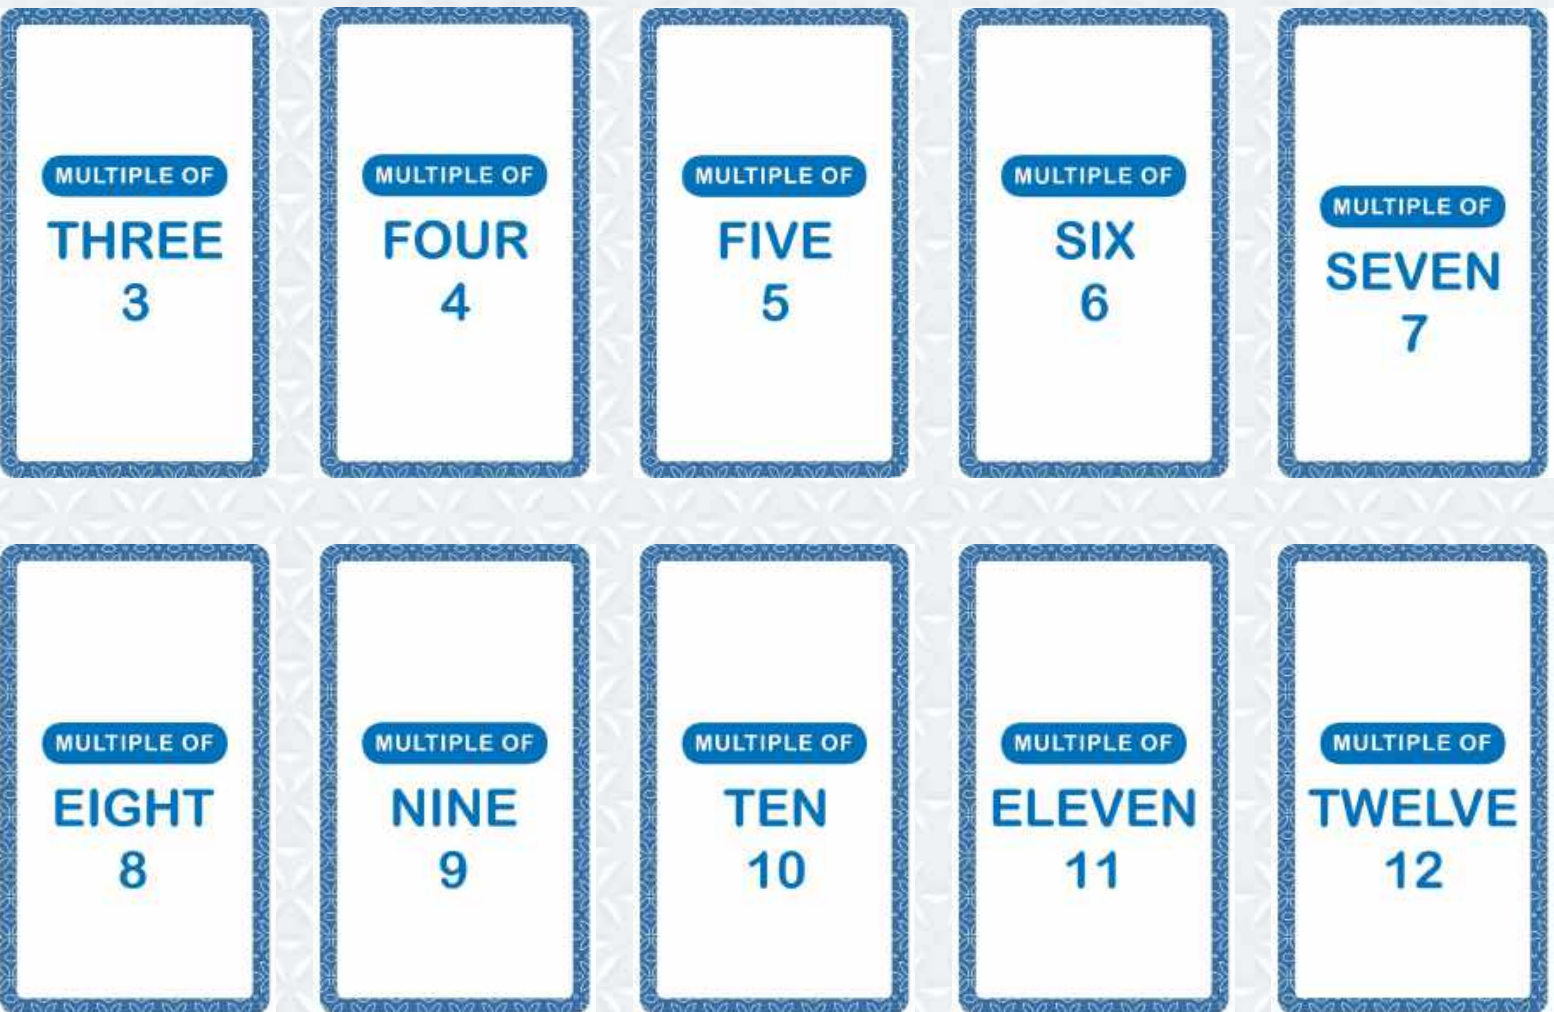 MULTIPLE OF
THREE
3
MULTIPLE OF
FOUR
4
MULTIPLE OF
FIVE
5
MULTIPLE OF
SIX
6
MULTIPLE OF
SEVEN
7
MULTIPLE OF
EIGHT
8
MULTIPLE OF
NINE
9
MULTIPLE OF
TEN
10
MULTIPLE OF
ELEVEN
11
MULTIPLE OF
TWELVE
12